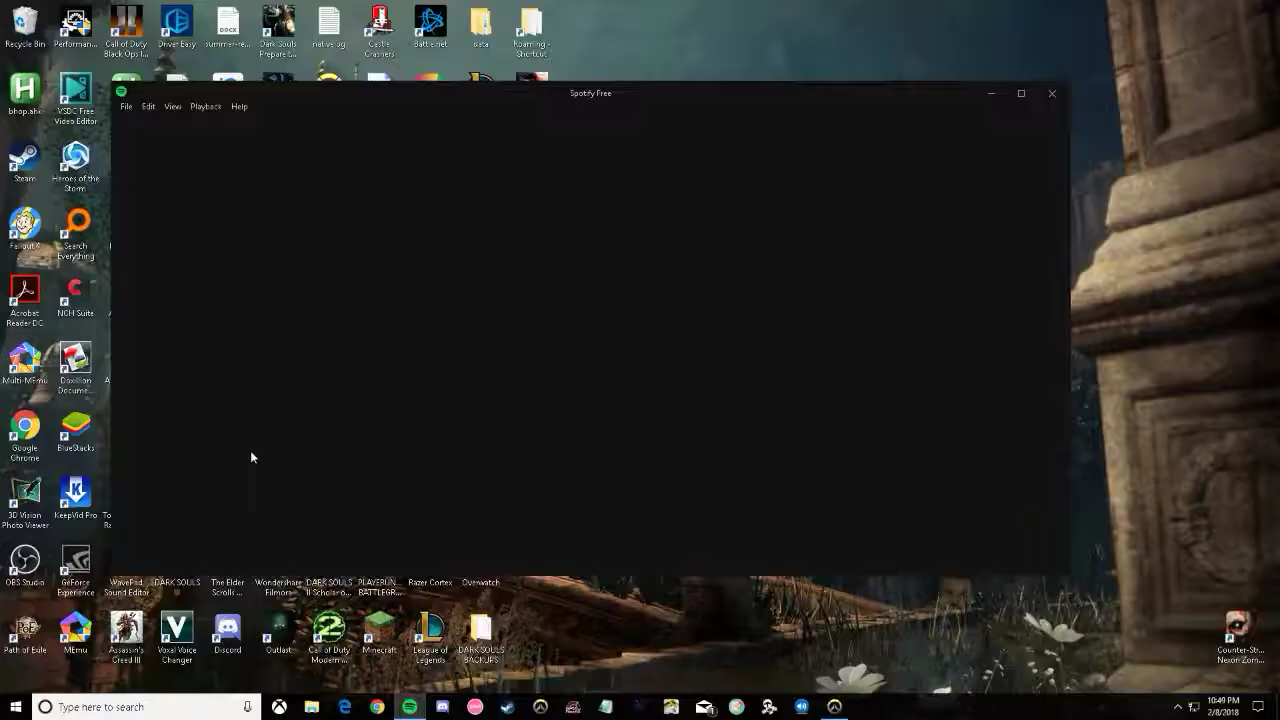 Recycle Bin
Performan...
Call of Duty Black Ops I...
Driver Easy
summer-re...
Dark Souls Prepare t...
native pg
Castle Crashers
Battle.net
data
Roaming - Shortcut
Spotify Free
File Edit View Playback Help
bhop.ahk
VSDC Free Video Editor
Steam
Heroes of the Storm
Fallout 4
Search Everything
Acrobat Reader DC
NCH Suite
Multi-MEmu
Doxillion Docume...
Google Chrome
BlueStacks
3D Vision Photo Viewer
KeepVid Pro
OBS Studio
GeForce Experience
WavePad Sound Editor
DARK SOULS III
The Elder Scrolls ...
Wondershare Filmora
DARK SOULS II Scholar o...
PLAYERUN... BATTLEGR...
Razer Cortex
Overwatch
Path of Exile
MEmu
Assassin's Creed III
Voxal Voice Changer
Discord
Outlast
Call of Duty Modern...
Minecraft
League of Legends
DARK SOULS BACKUPS
Counter-Str... Nexon Zom...
Type here to search
10:49 PM
2/8/2018